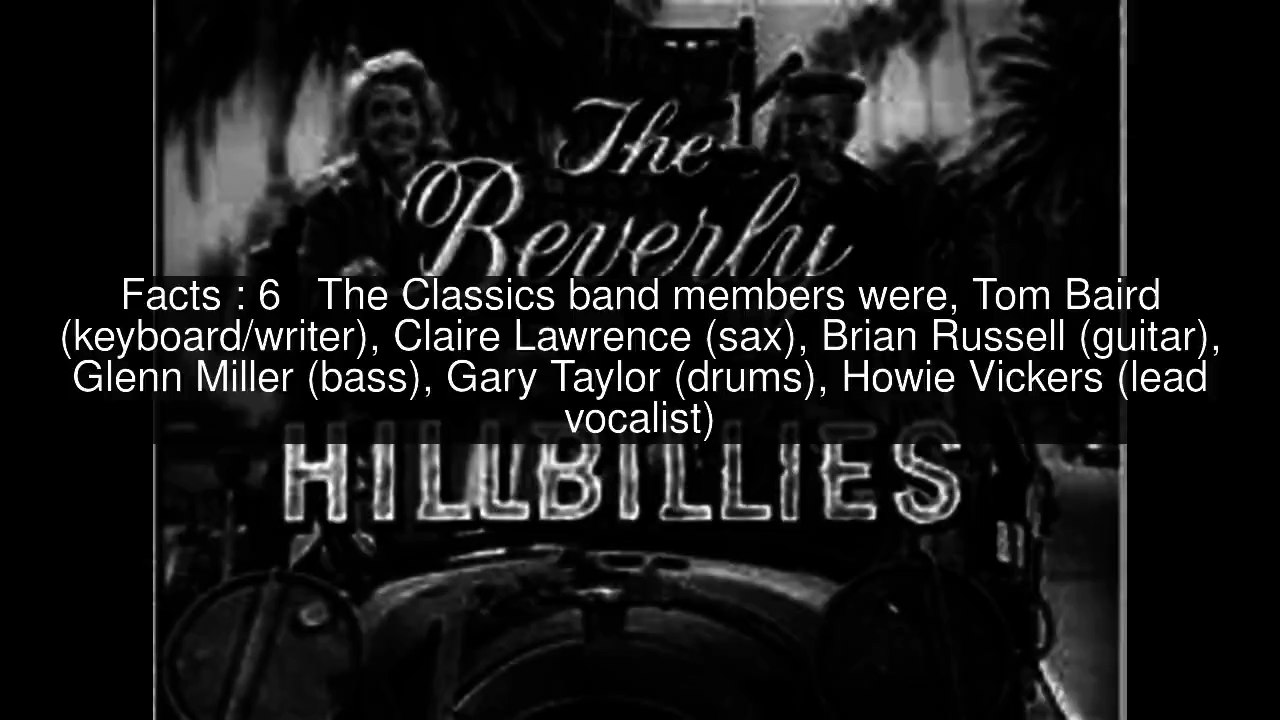 The
Beverly
Facts : 6 The Classics band members were, Tom Baird
(keyboard/writer), Claire Lawrence (sax), Brian Russell (guitar),
Glenn Miller (bass), Gary Taylor (drums), Howie Vickers (lead
vocalist)
HILLBILLIES